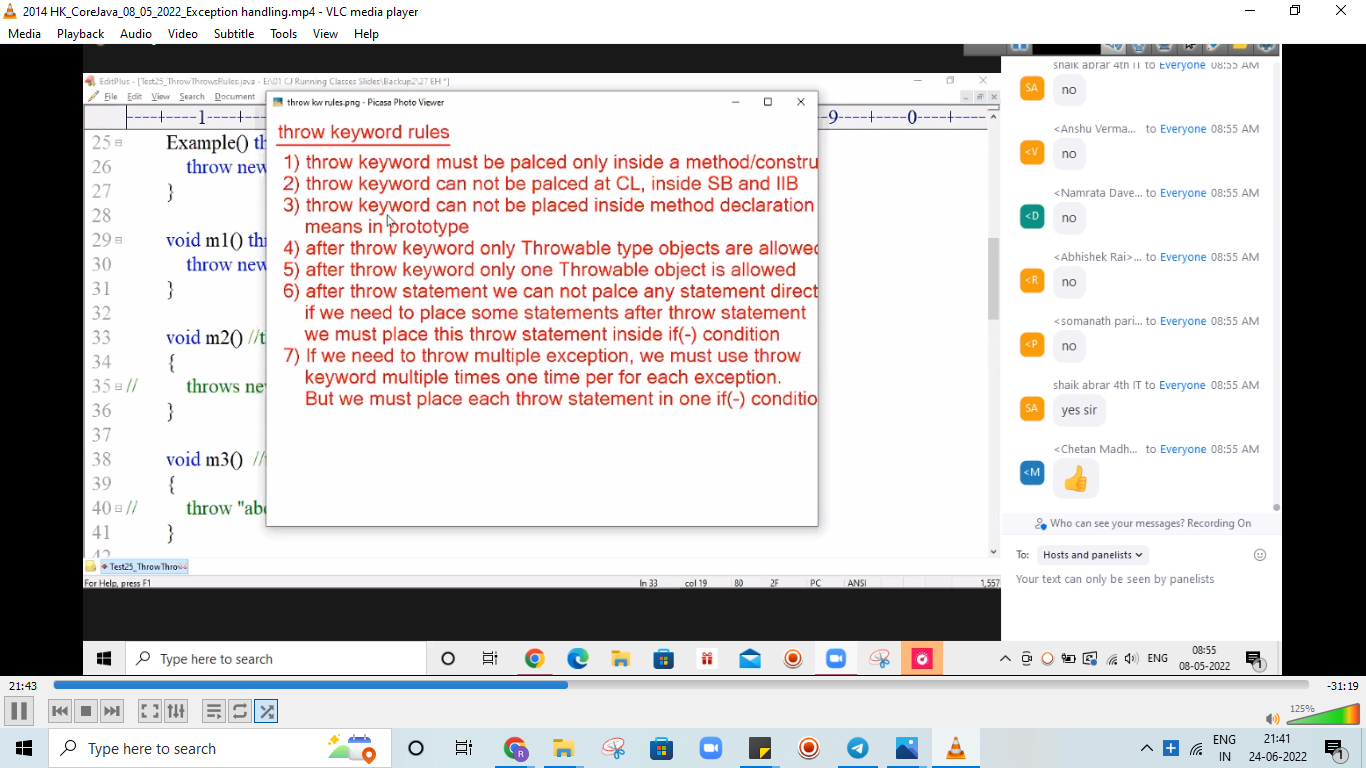 2014 HK_CoreJava_08_05_2022_Exception handling.mp4 - VLC media player
Media Playback Audio Video Subtitle Tools View Help
EditPlus - [Test25_ThrowThrowsRules.java - E:\01 CJ Running Classes Slides\Backup2\27 EH *]
File Edit View Search Document
----+----1----+
9----+----0----+
25 Example() th
26 throw new
27 }
28
29 void m1() thr
30 throw new
31 }
32
33 void m2() //t
34 {
35 // throws nev
36 }
37
38 void m3() //
39 {
40 // throw "abc
41 }
42
throw kw rules.png - Picasa Photo Viewer
throw keyword rules
1) throw keyword must be palced only inside a method/constru
2) throw keyword can not be palced at CL, inside SB and IIB
3) throw keyword can not be placed inside method declaration
means in prototype
4) after throw keyword only Throwable type objects are allowed
5) after throw keyword only one Throwable object is allowed
6) after throw statement we can not palce any statement direct
if we need to place some statements after throw statement
we must place this throw statement inside if(-) condition
7) If we need to throw multiple exception, we must use throw
keyword multiple times one time per for each exception.
But we must place each throw statement in one if(-) conditio
Test25_ThrowThro
For Help, press F1
ln 33 col 19 80 2F PC ANSI 1,557
shaik abrar 4th IT to Everyone 08:55 AM
SA no
<Anshu Verma... to Everyone 08:55 AM
<V no
<Namrata Dave... to Everyone 08:55 AM
<D no
<Abhishek Rai>... to Everyone 08:55 AM
<R no
<somanath pari... to Everyone 08:55 AM
<P no
shaik abrar 4th IT to Everyone 08:55 AM
SA yes sir
<Chetan Madh... to Everyone 08:55 AM
<M 👍
Who can see your messages? Recording On
To: Hosts and panelists
Your text can only be seen by panelists
Type here to search
ENG
08:55
08-05-2022
1
21:43
-31:19
125%
Type here to search
R
ENG
IN
21:41
24-06-2022
1